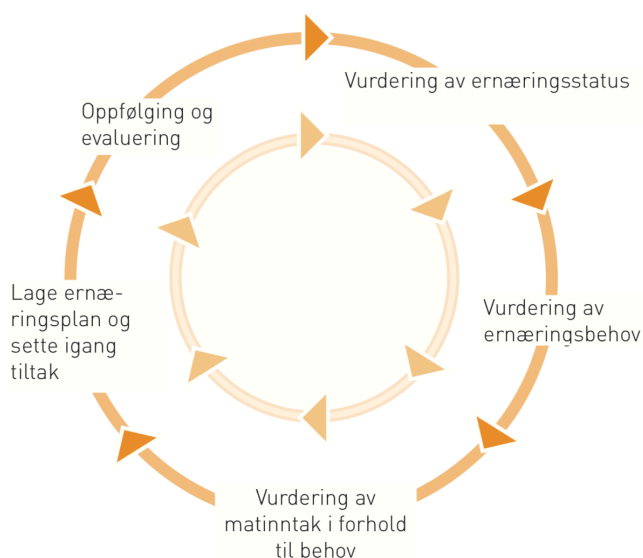 Vurdering av ernæringsstatus
Vurdering av
ernæringsbehov
Vurdering av
matinntak i forhold
til behov
Lage ernæ-
ringsplan og
sette igang
tiltak
Oppfølging og
evaluering